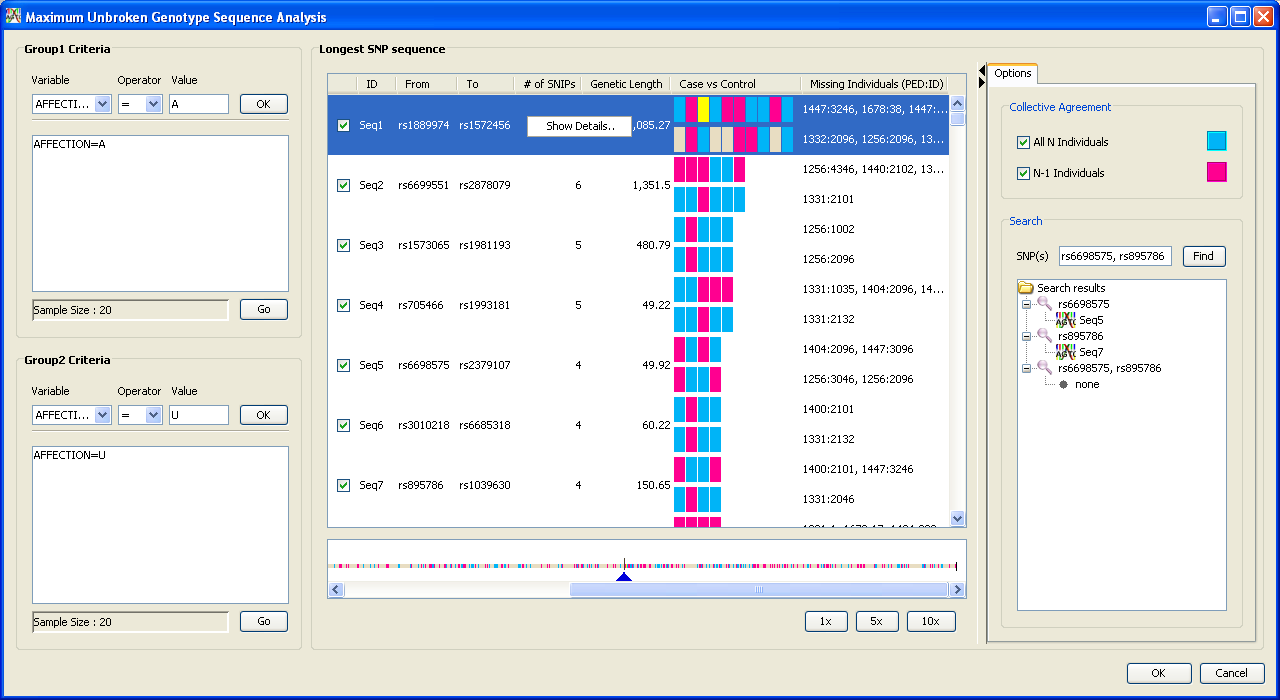 Maximum Unbroken Genotype Sequence Analysis
Group1 Criteria
Variable Operator Value
AFFECTI... = A OK
AFFECTION=A
Sample Size : 20 Go
Group2 Criteria
Variable Operator Value
AFFECTI... = U OK
AFFECTION=U
Sample Size : 20 Go
Longest SNP sequence
ID From To # of SNIPs Genetic Length Case vs Control Missing Individuals (PED:ID)
Seq1 rs1889974 rs1572456 Show Details.. ,085.27 1447:3246, 1678:38, 1447:...
1332:2096, 1256:2096, 13...
Seq2 rs6699551 rs2878079 6 1,351.5 1256:4346, 1440:2102, 13...
1331:2101
Seq3 rs1573065 rs1981193 5 480.79 1256:1002
1256:2096
Seq4 rs705466 rs1993181 5 49.22 1331:1035, 1404:2096, 14...
1331:2132
Seq5 rs6698575 rs2379107 4 49.92 1404:2096, 1447:3096
1256:3046, 1256:2096
Seq6 rs3010218 rs6685318 4 60.22 1400:2101
1331:2132
Seq7 rs895786 rs1039630 4 150.65 1400:2101, 1447:3246
1331:2046
1x 5x 10x
Options
Collective Agreement
All N Individuals
N-1 Individuals
Search
SNP(s) rs6698575, rs895786 Find
Search results
rs6698575
Seq5
rs895786
Seq7
rs6698575, rs895786
none
OK Cancel